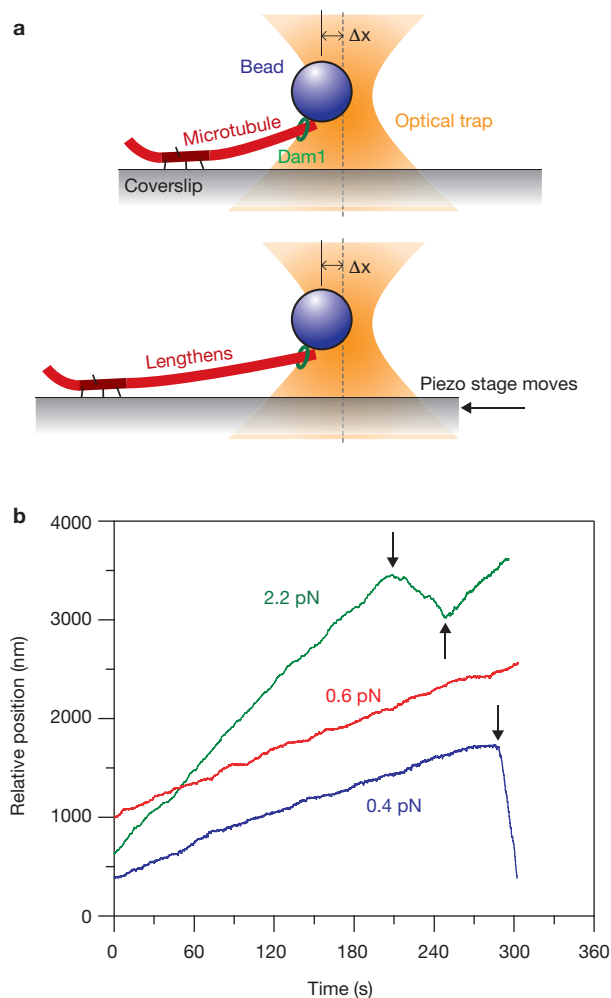 a
Δx
Bead
Microtubule
Optical trap
Dam1
Coverslip
Δx
Lengthens
Piezo stage moves
b
4000
3000
2000
1000
0
Relative position (nm)
2.2 pN
0.6 pN
0.4 pN
0 60 120 180 240 300 360
Time (s)